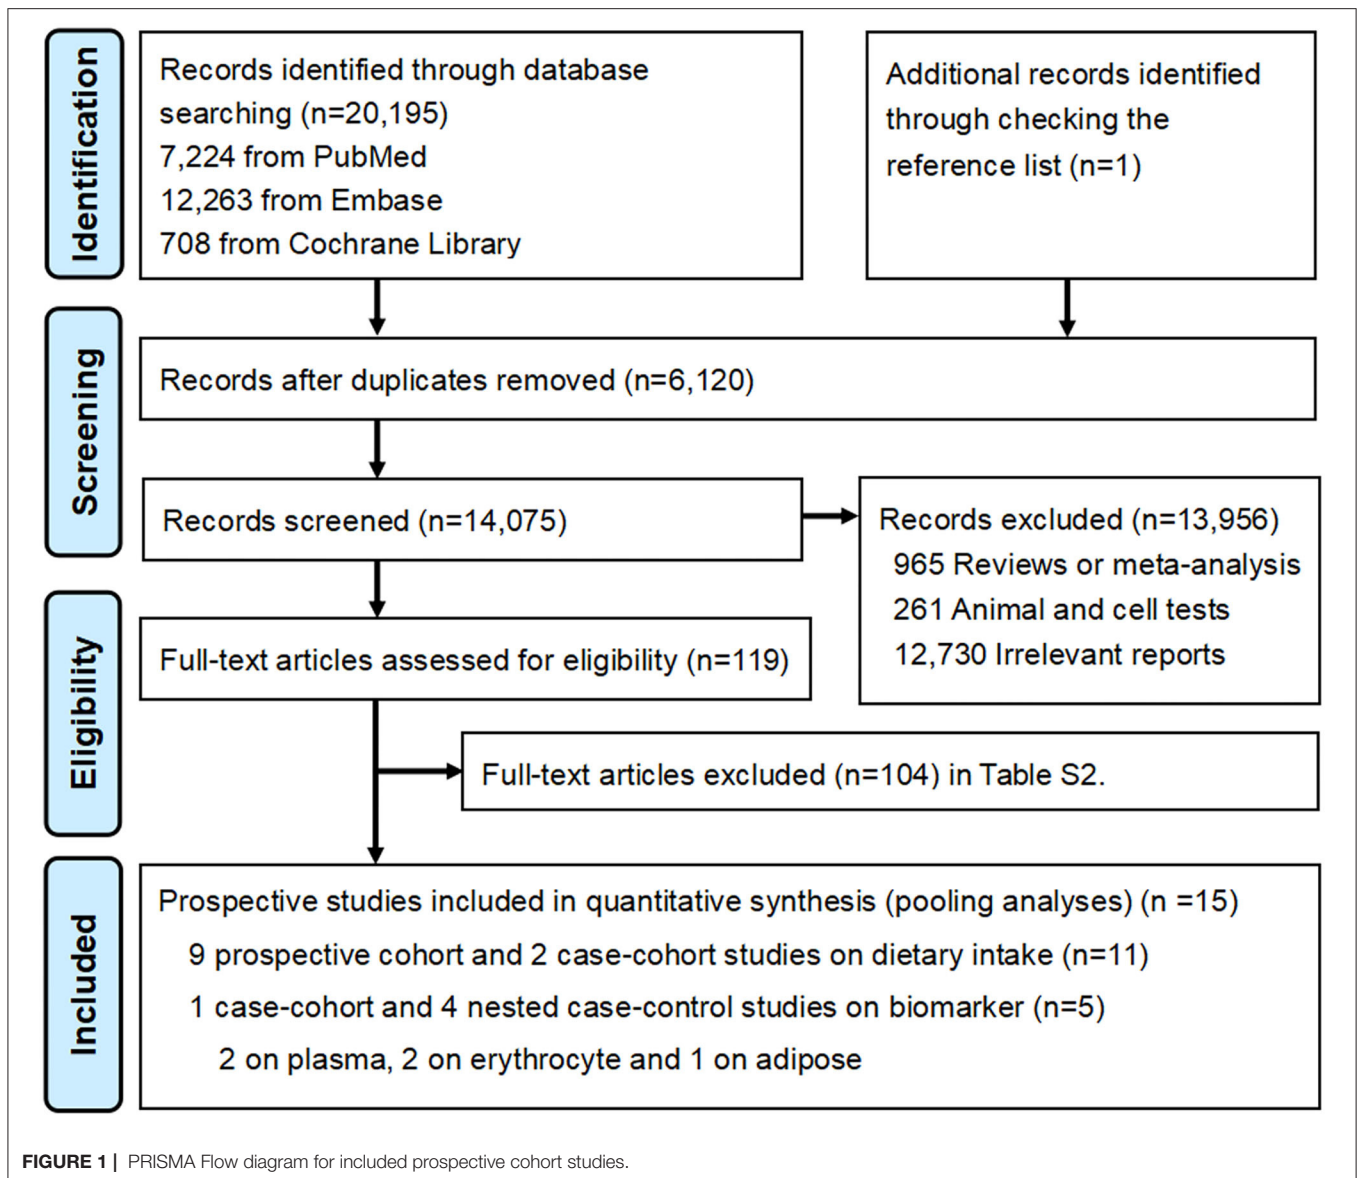 Identification
Records identified through database
searching (n=20,195)
7,224 from PubMed
12,263 from Embase
708 from Cochrane Library
Additional records identified
through checking the
reference list (n=1)
Screening
Records after duplicates removed (n=6,120)
Records screened (n=14,075)
Records excluded (n=13,956)
965 Reviews or meta-analysis
261 Animal and cell tests
12,730 Irrelevant reports
Eligibility
Full-text articles assessed for eligibility (n=119)
Full-text articles excluded (n=104) in Table S2.
Included
Prospective studies included in quantitative synthesis (pooling analyses) (n =15)
9 prospective cohort and 2 case-cohort studies on dietary intake (n=11)
1 case-cohort and 4 nested case-control studies on biomarker (n=5)
2 on plasma, 2 on erythrocyte and 1 on adipose
FIGURE 1 | PRISMA Flow diagram for included prospective cohort studies.